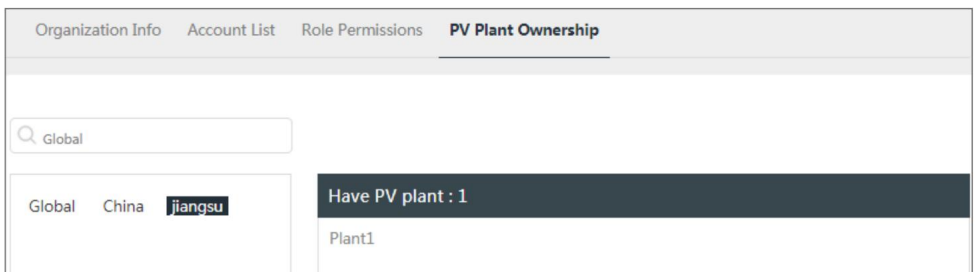 Organization Info Account List Role Permissions PV Plant Ownership
Global
Global China jiangsu
Have PV plant : 1
Plant1